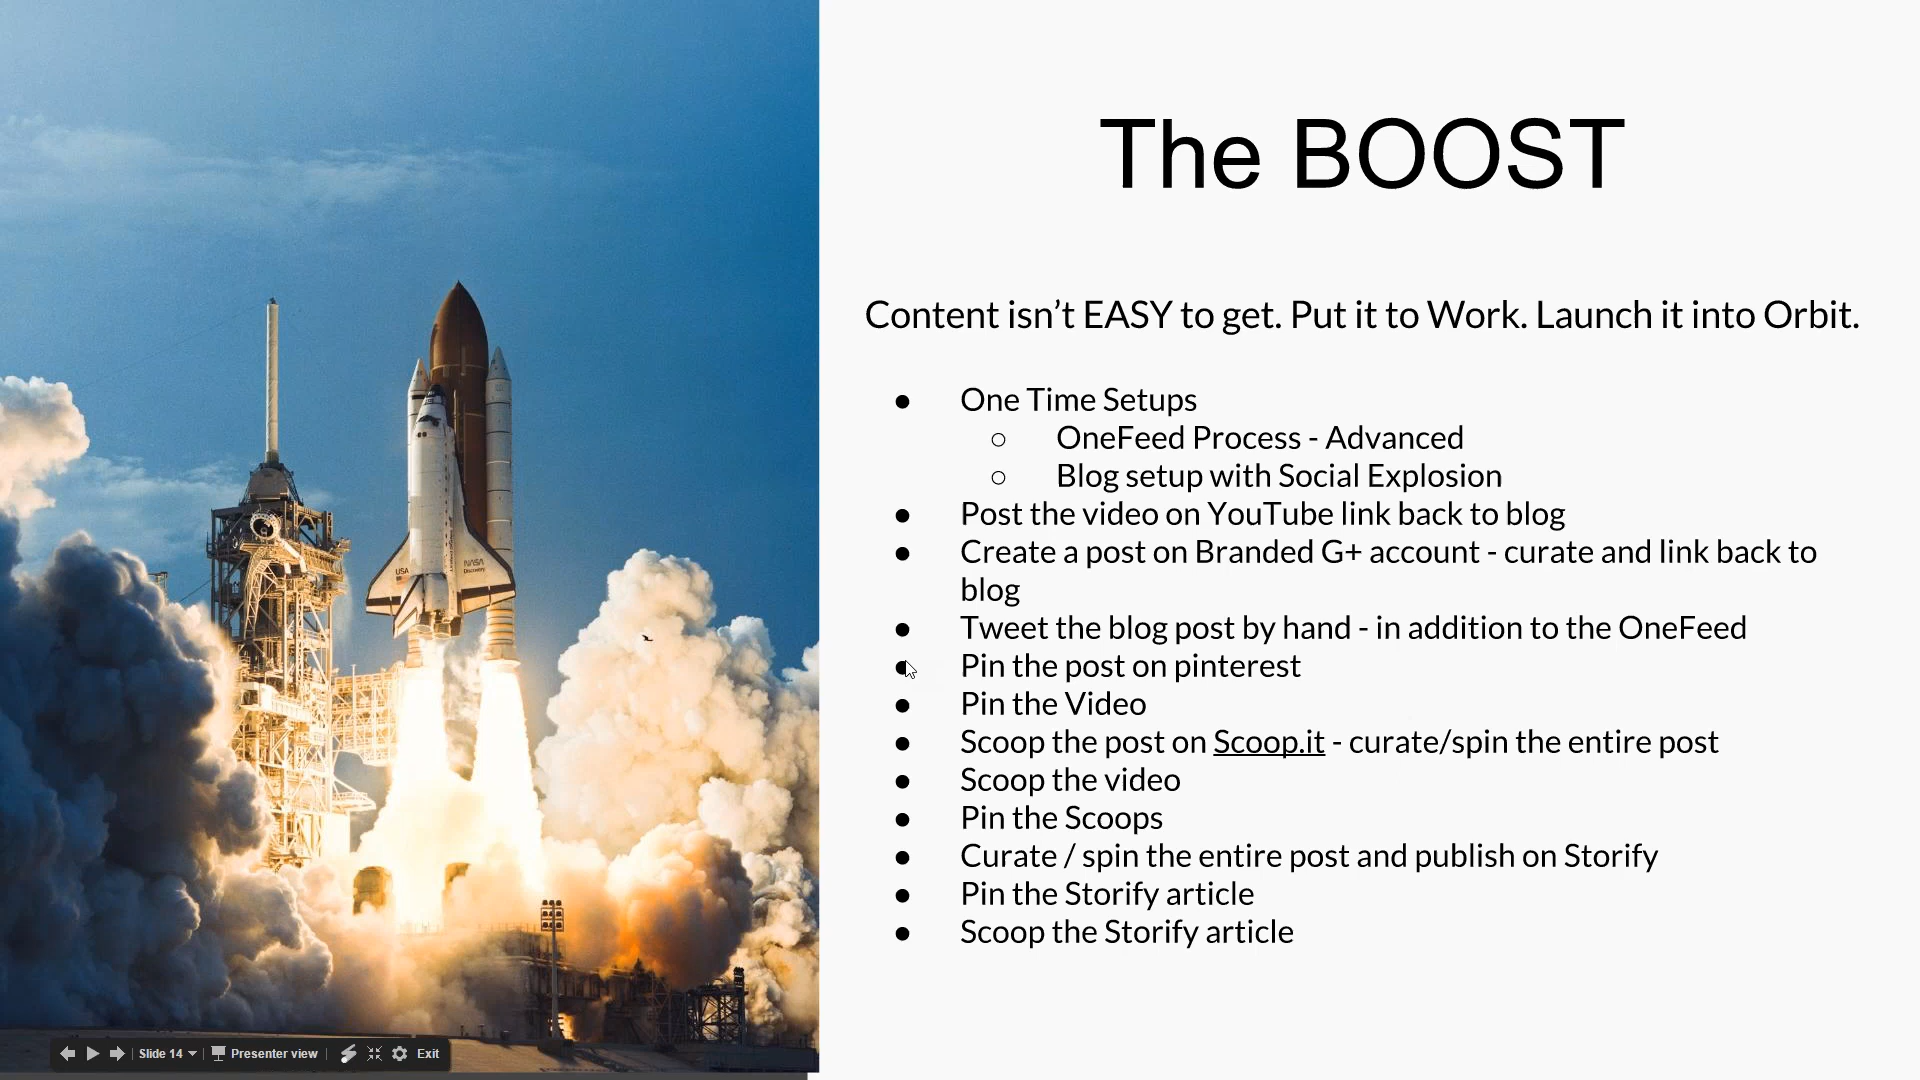 The BOOST
Content isn’t EASY to get. Put it to Work. Launch it into Orbit.
● One Time Setups
○ OneFeed Process - Advanced
○ Blog setup with Social Explosion
● Post the video on YouTube link back to blog
● Create a post on Branded G+ account - curate and link back to
blog
● Tweet the blog post by hand - in addition to the OneFeed
● Pin the post on pinterest
● Pin the Video
● Scoop the post on Scoop.it - curate/spin the entire post
● Scoop the video
● Pin the Scoops
● Curate / spin the entire post and publish on Storify
● Pin the Storify article
● Scoop the Storify article
USA
NASA
Discovery
Slide 14
Presenter view
Exit